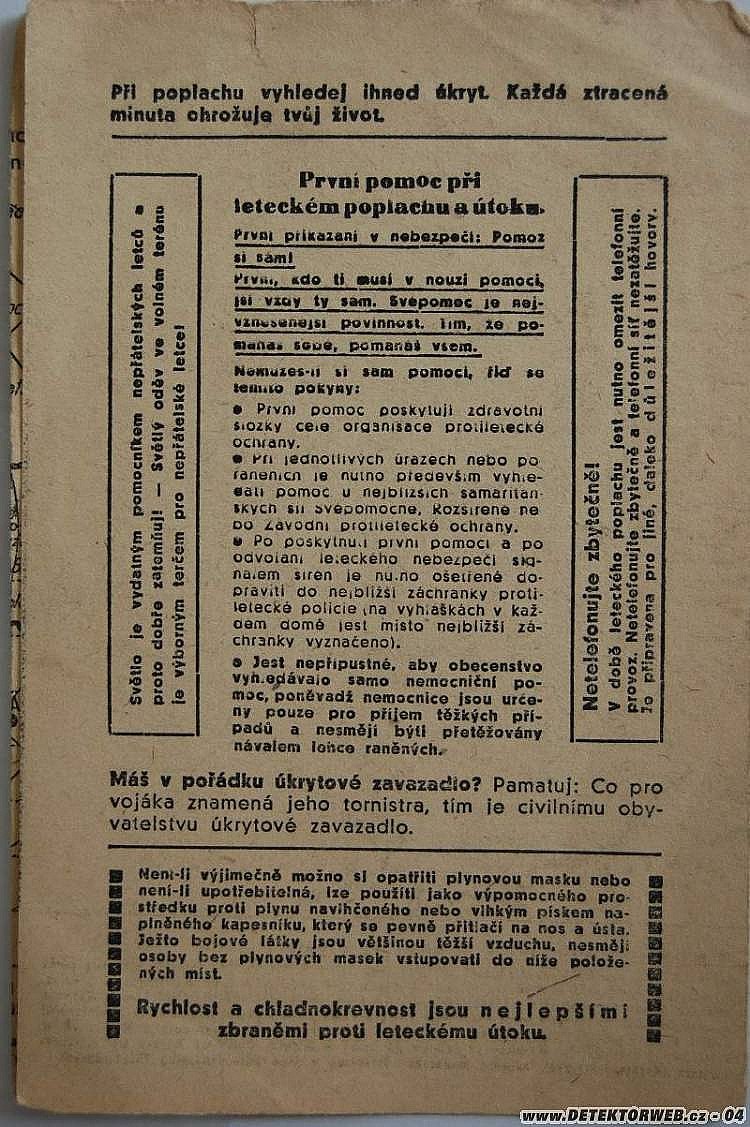 Při poplachu vyhledej ihned úkryt. Každá ztracená
minuta ohrožuje tvůj život.
Světlo je vydatným pomocníkem nepřátelských letců •
proto dobře zatemňuj! — Světlý oděv ve volném terénu
je výborným terčem pro nepřátelské letce!
První pomoc při
leteckém poplachu a útoku.
První přikázání v nebezpečí: Pomoz
si sám!
První, kdo ti musí v nouzi pomoci,
jsi vždy ty sám. Svépomoc je nej-
vznešenější povinnost. Tím, že po-
máháš sobě, pomáháš všem.
Nemůžeš-li si sám pomoci, řiď se
těmito pokyny:
• První pomoc poskytují zdravotní
složky celé organisace protiletecké
ochrany.
• Při jednotlivých úrazech nebo po
raněních je nutno především vyhle-
dati pomoc u nejbližších samaritán-
ských sil Svépomocné, Rozšířené ne
bo Závodní protiletecké ochrany.
• Po poskytnutí první pomoci a po
odvolání leteckého nebezpečí sig-
nálem sirén je nutno ošetřené do-
praviti do nejbližší záchranky proti-
letecké policie (na vyhláškách v kaž-
dém domě jest místo nejbližší zá-
chranky vyznačeno).
• Jest nepřípustné, aby obecenstvo
vyhledávalo samo nemocniční po-
moc, poněvadž nemocnice jsou urče-
ny pouze pro příjem těžkých pří-
padů a nesmějí býti přetěžovány
návalem lehce raněných.
Netelefonujte zbytečně!
V době leteckého poplachu jest nutno omezit telefonní
provoz. Netelefonujte zbytečně a telefonní síť nezatěžujte.
Je připravena pro jiné, daleko důležitější hovory.
Máš v pořádku úkrytové zavazadlo? Pamatuj: Co pro
vojáka znamená jeho tornistra, tím je civilnímu oby-
vatelstvu úkrytové zavazadlo.
Není-li výjimečně možno si opatřiti plynovou masku nebo
není-li upotřebitelná, lze použíti jako výpomocného pro-
středku proti plynu navlhčeného nebo vlhkým pískem na-
plněného kapesníku, který se pevně přitlačí na nos a ústa.
Ježto bojové látky jsou většinou těžší vzduchu, nesmějí
osoby bez plynových masek vstupovati do níže polože-
ných míst.
Rychlost a chladnokrevnost jsou nejlepšími
zbraněmi proti leteckému útoku.
www.DETEKTORWEB.cz - 04